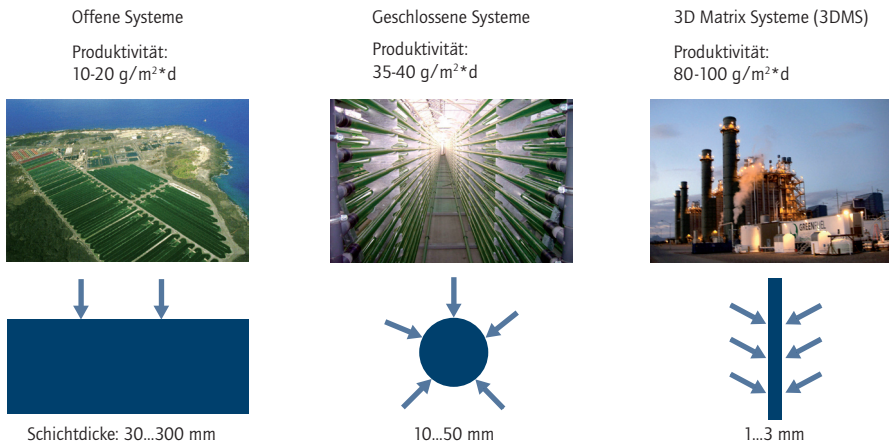 Offene Systeme
Produktivität:
10-20 g/m²*d
Geschlossene Systeme
Produktivität:
35-40 g/m²*d
3D Matrix Systeme (3DMS)
Produktivität:
80-100 g/m²*d
Schichtdicke: 30...300 mm
10...50 mm
1...3 mm